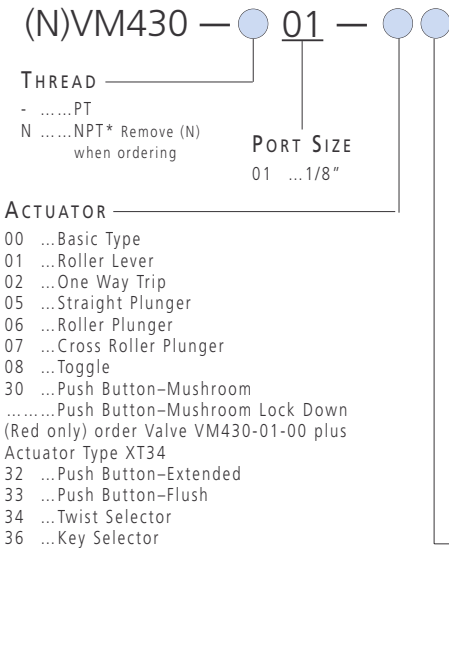 (N)VM430 — 01 —
THREAD
- ......PT
N ......NPT* Remove (N)
when ordering
PORT SIZE
01 ...1/8"
ACTUATOR
00 ...Basic Type
01 ...Roller Lever
02 ...One Way Trip
05 ...Straight Plunger
06 ...Roller Plunger
07 ...Cross Roller Plunger
08 ...Toggle
30 ...Push Button–Mushroom
.........Push Button–Mushroom Lock Down
(Red only) order Valve VM430-01-00 plus
Actuator Type XT34
32 ...Push Button–Extended
33 ...Push Button–Flush
34 ...Twist Selector
36 ...Key Selector